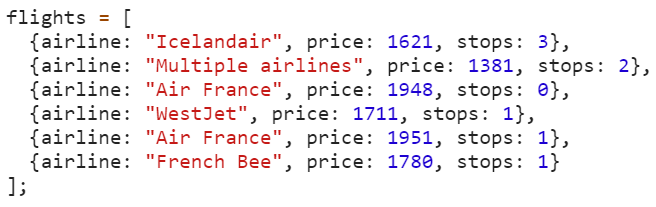 flights = [
  {airline: "Icelandair", price: 1621, stops: 3},
  {airline: "Multiple airlines", price: 1381, stops: 2},
  {airline: "Air France", price: 1948, stops: 0},
  {airline: "WestJet", price: 1711, stops: 1},
  {airline: "Air France", price: 1951, stops: 1},
  {airline: "French Bee", price: 1780, stops: 1}
];